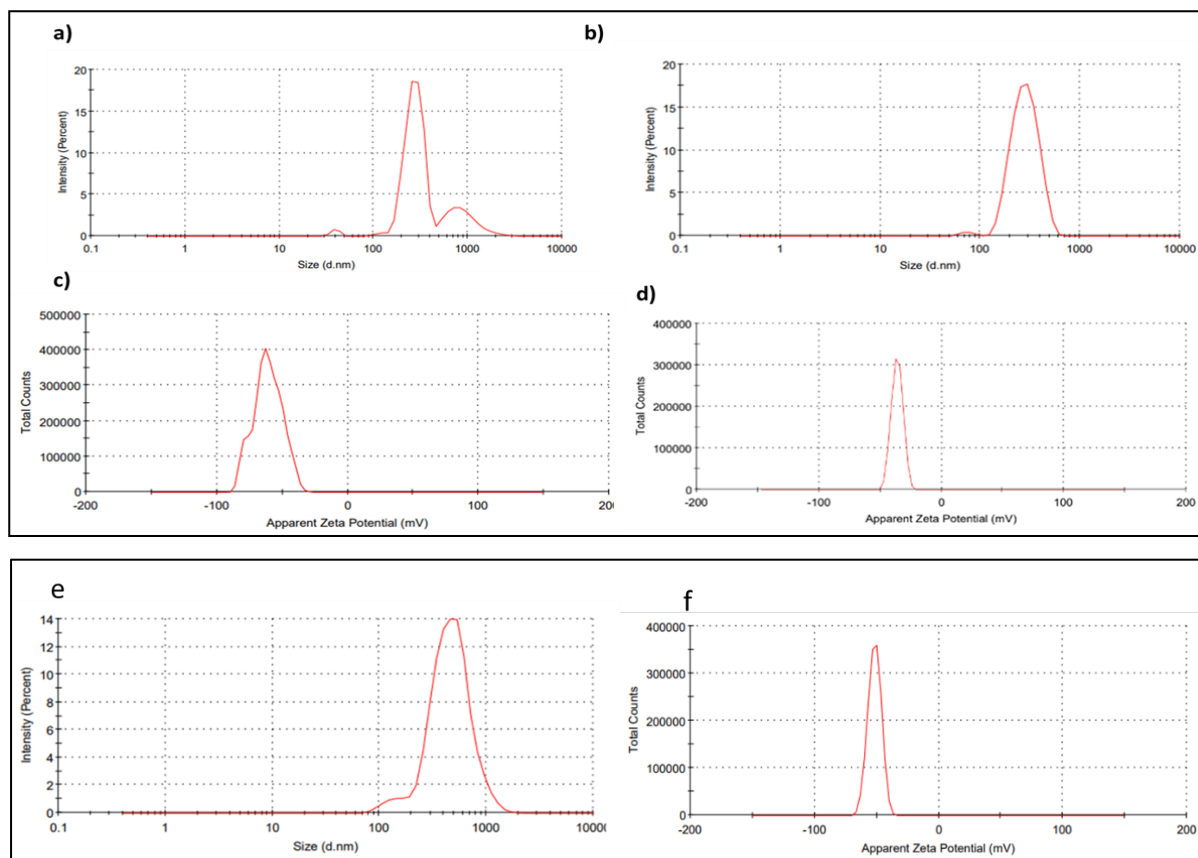 a)
20
15
10
5
0
Intensity (Percent)
0.1 1 10 100 1000 10000
Size (d.nm)
b)
20
15
10
5
0
Intensity (Percent)
0.1 1 10 100 1000 10000
Size (d.nm)
c)
500000
400000
300000
200000
100000
0
Total Counts
-200 -100 0 100 20
Apparent Zeta Potential (mV)
d)
400000
300000
200000
100000
0
Total Counts
-200 -100 0 100 200
Apparent Zeta Potential (mV)
e
14
12
10
8
6
4
2
0
Intensity (Percent)
0.1 1 10 100 1000 10000
Size (d.nm)
f
400000
300000
200000
100000
0
Total Counts
-200 -100 0 100 200
Apparent Zeta Potential (mV)